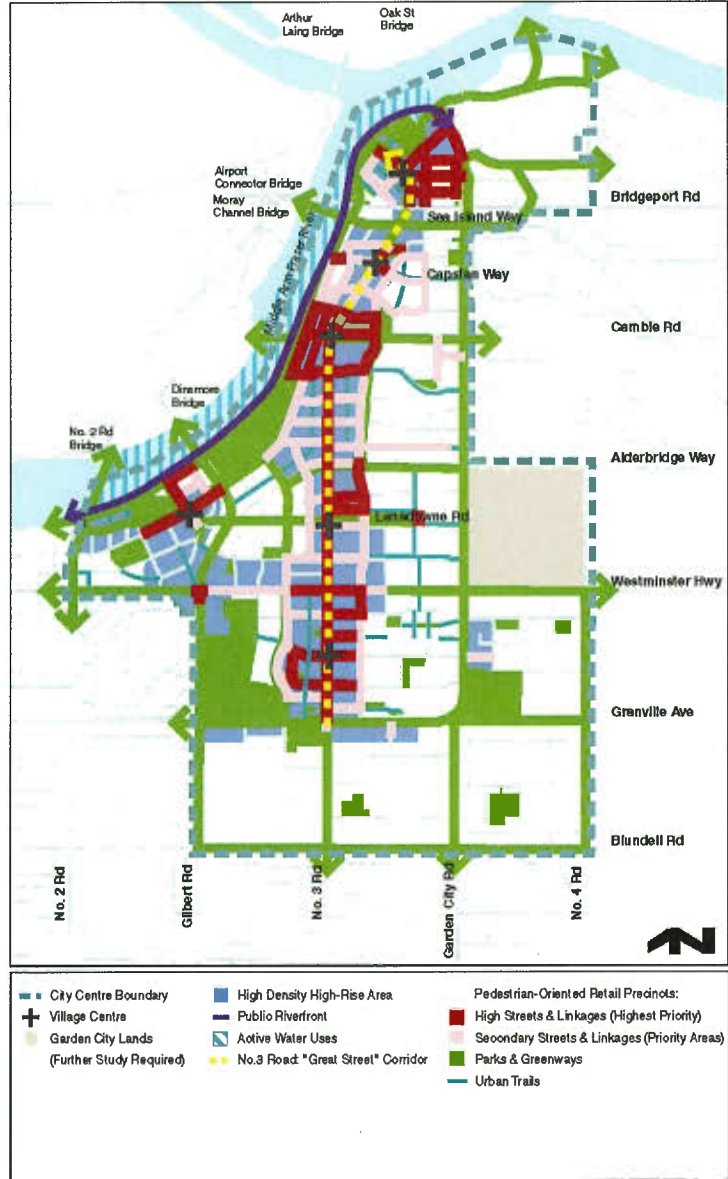 Arthur
Laing Bridge
Oak St
Bridge
Airport
Connector Bridge
Moray
Channel Bridge
Bridgeport Rd
Sea Island Way
Capstan Way
Middle Arm Fraser River
Cambie Rd
Dinsmore
Bridge
No. 2 Rd
Bridge
Alderbridge Way
Lansdowne Rd
Westminster Hwy
Granville Ave
Blundell Rd
No. 2 Rd
Gilbert Rd
No. 3 Rd
Garden City Rd
No. 4 Rd
N
City Centre Boundary
Village Centre
Garden City Lands
(Further Study Required)
High Density High-Rise Area
Public Riverfront
Active Water Uses
No.3 Road: "Great Street" Corridor
Pedestrian-Oriented Retail Precincts:
High Streets & Linkages (Highest Priority)
Secondary Streets & Linkages (Priority Areas)
Parks & Greenways
Urban Trails